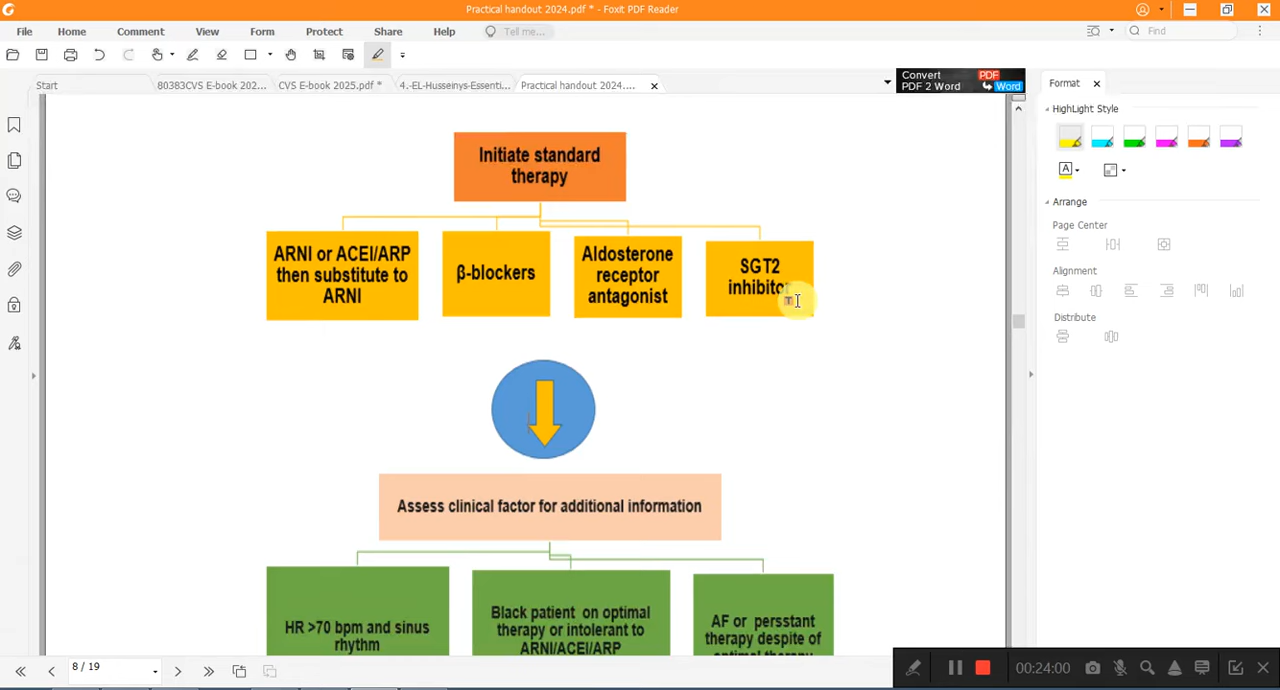 Practical handout 2024.pdf * - Foxit PDF Reader
File Home Comment View Form Protect Share Help Tell me... Find
Start 80383CVS E-book 202... CVS E-book 2025.pdf * 4.-EL-Husseinys-Essenti... Practical handout 2024....
Convert PDF
PDF 2 Word Word
Format
HighLight Style
Arrange
Page Center
Alignment
Distribute
Initiate standard
therapy
ARNI or ACEI/ARP
then substitute to
ARNI
β-blockers
Aldosterone
receptor
antagonist
SGT2
inhibitor
Assess clinical factor for additional information
HR >70 bpm and sinus
rhythm
Black patient on optimal
therapy or intolerant to
ARNI/ACEI/ARP
AF or persstant
therapy despite of
optimal therapy
8 / 19
00:24:00